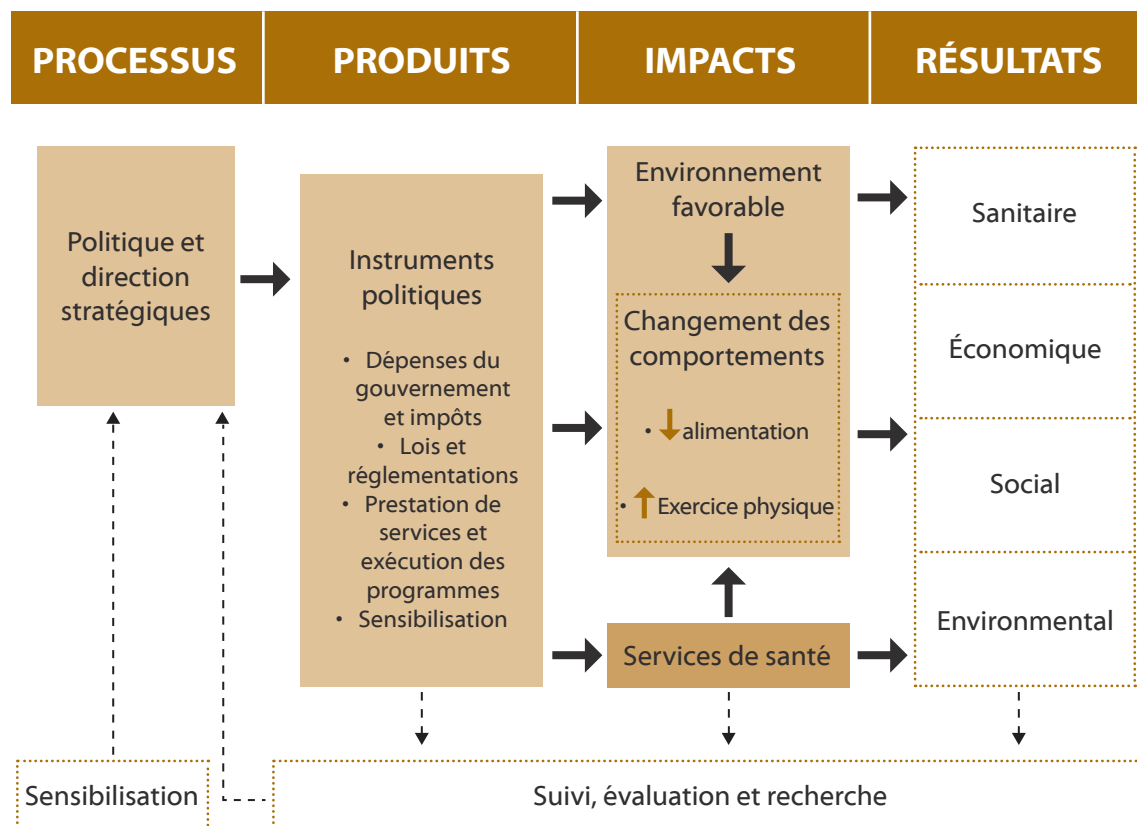 PROCESSUS
PRODUITS
IMPACTS
RÉSULTATS
Politique et
direction
stratégiques
Instruments
politiques
• Dépenses du
gouvernement
et impôts
• Lois et
réglementations
• Prestation de
services et
exécution des
programmes
• Sensibilisation
Environnement
favorable
Changement des
comportements
• ↓ alimentation
• ↑ Exercice physique
Services de santé
Sanitaire
Économique
Social
Environmental
Sensibilisation
Suivi, évaluation et recherche